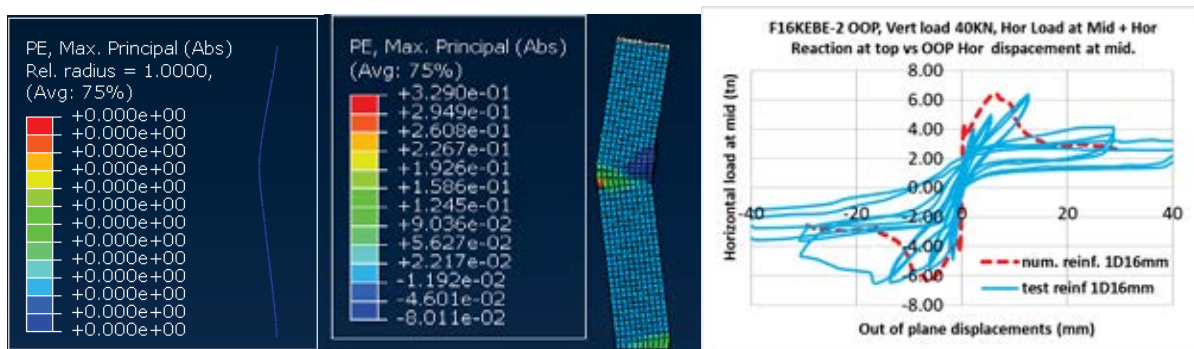 PE, Max. Principal (Abs)
Rel. radius = 1.0000,
(Avg: 75%)
+0.000e+00
+0.000e+00
+0.000e+00
+0.000e+00
+0.000e+00
+0.000e+00
+0.000e+00
+0.000e+00
+0.000e+00
+0.000e+00
+0.000e+00
+0.000e+00
+0.000e+00
PE, Max. Principal (Abs)
(Avg: 75%)
+3.290e-01
+2.949e-01
+2.608e-01
+2.267e-01
+1.926e-01
+1.586e-01
+1.245e-01
+9.036e-02
+5.627e-02
+2.217e-02
-1.192e-02
-4.601e-02
-8.011e-02
F16KEBE-2 OOP, Vert load 40KN, Hor Load at Mid + Hor
Reaction at top vs OOP Hor dispacement at mid.
Horizontal load at mid (tn)
8.00
6.00
4.00
2.00
0.00
-40
-20
0
20
40
-2.00
-4.00
-6.00
-8.00
num. reinf. 1D16mm
test reinf 1D16mm
Out of plane displacements (mm)